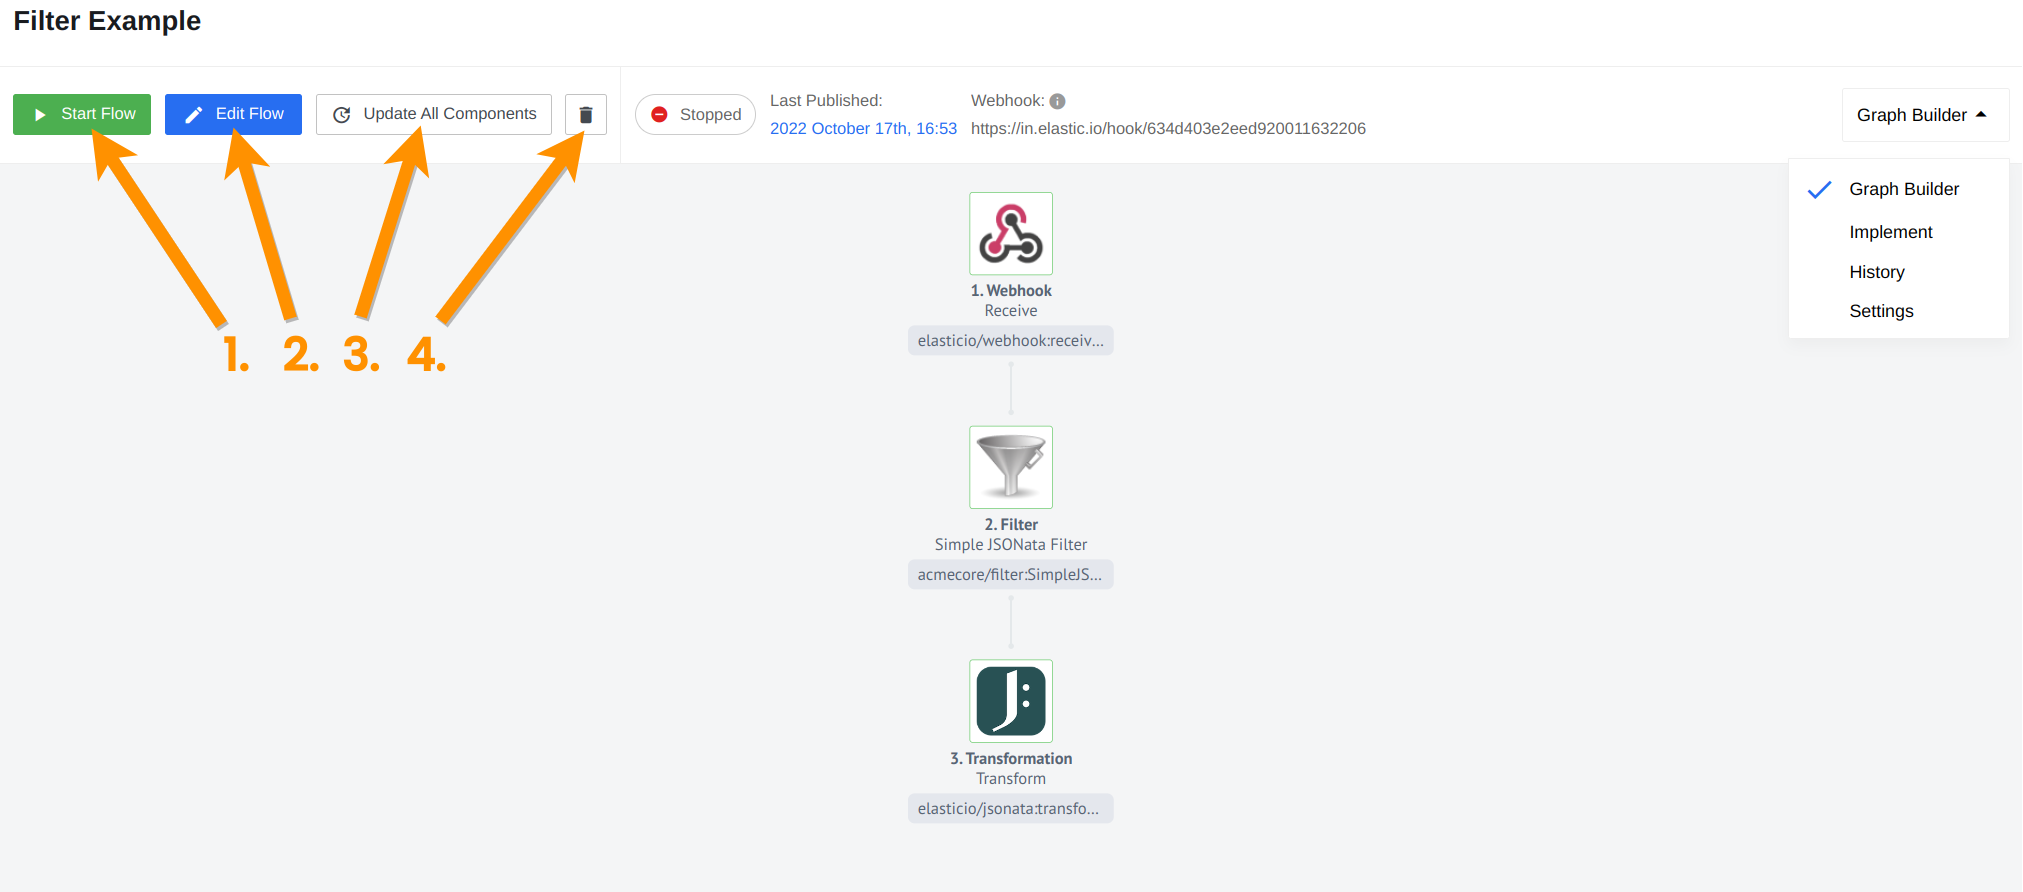 Filter Example
Start Flow
Edit Flow
Update All Components
Stopped
Last Published:
2022 October 17th, 16:53
Webhook:
https://in.elastic.io/hook/634d403e2eed920011632206
Graph Builder
Graph Builder
Implement
History
Settings
1. 2. 3. 4.
1. Webhook
Receive
elasticio/webhook:receiv...
2. Filter
Simple JSONata Filter
acmecore/filter:SimpleJS...
J:
3. Transformation
Transform
elasticio/jsonata:transfo...